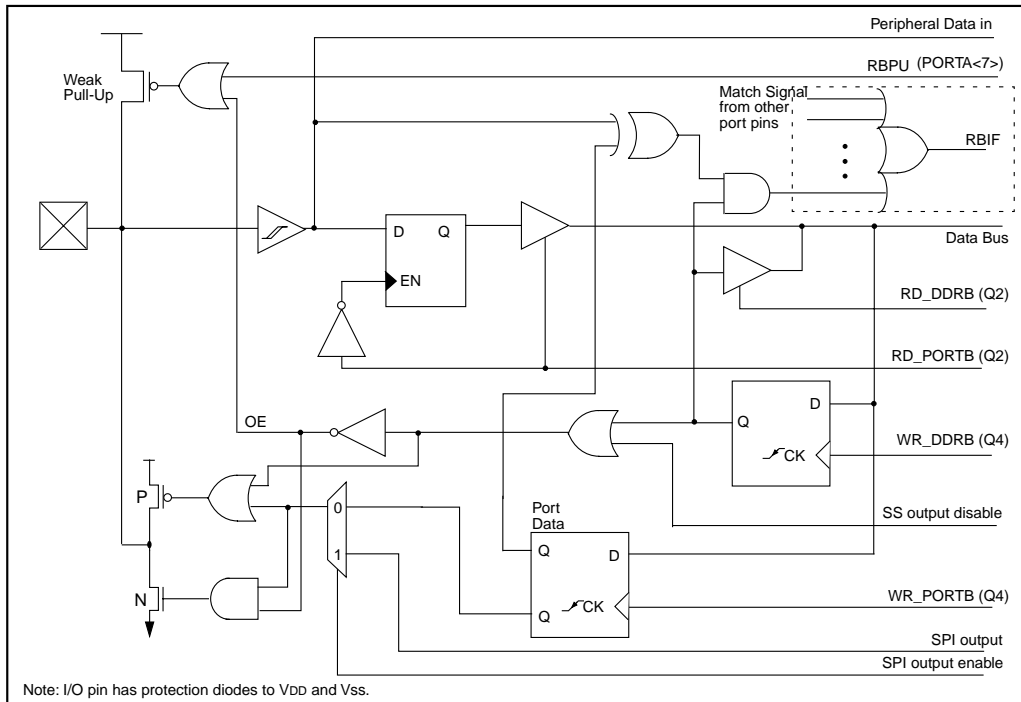 Peripheral Data in
RBPU (PORTA<7>)
Weak
Pull-Up
Match Signal
from other
port pins
RBIF
D Q
EN
Data Bus
RD_DDRB (Q2)
RD_PORTB (Q2)
OE
Q D
CK
WR_DDRB (Q4)
P
0
1
Port
Data
SS output disable
Q D
N
Q CK
WR_PORTB (Q4)
SPI output
SPI output enable
Note: I/O pin has protection diodes to VDD and Vss.